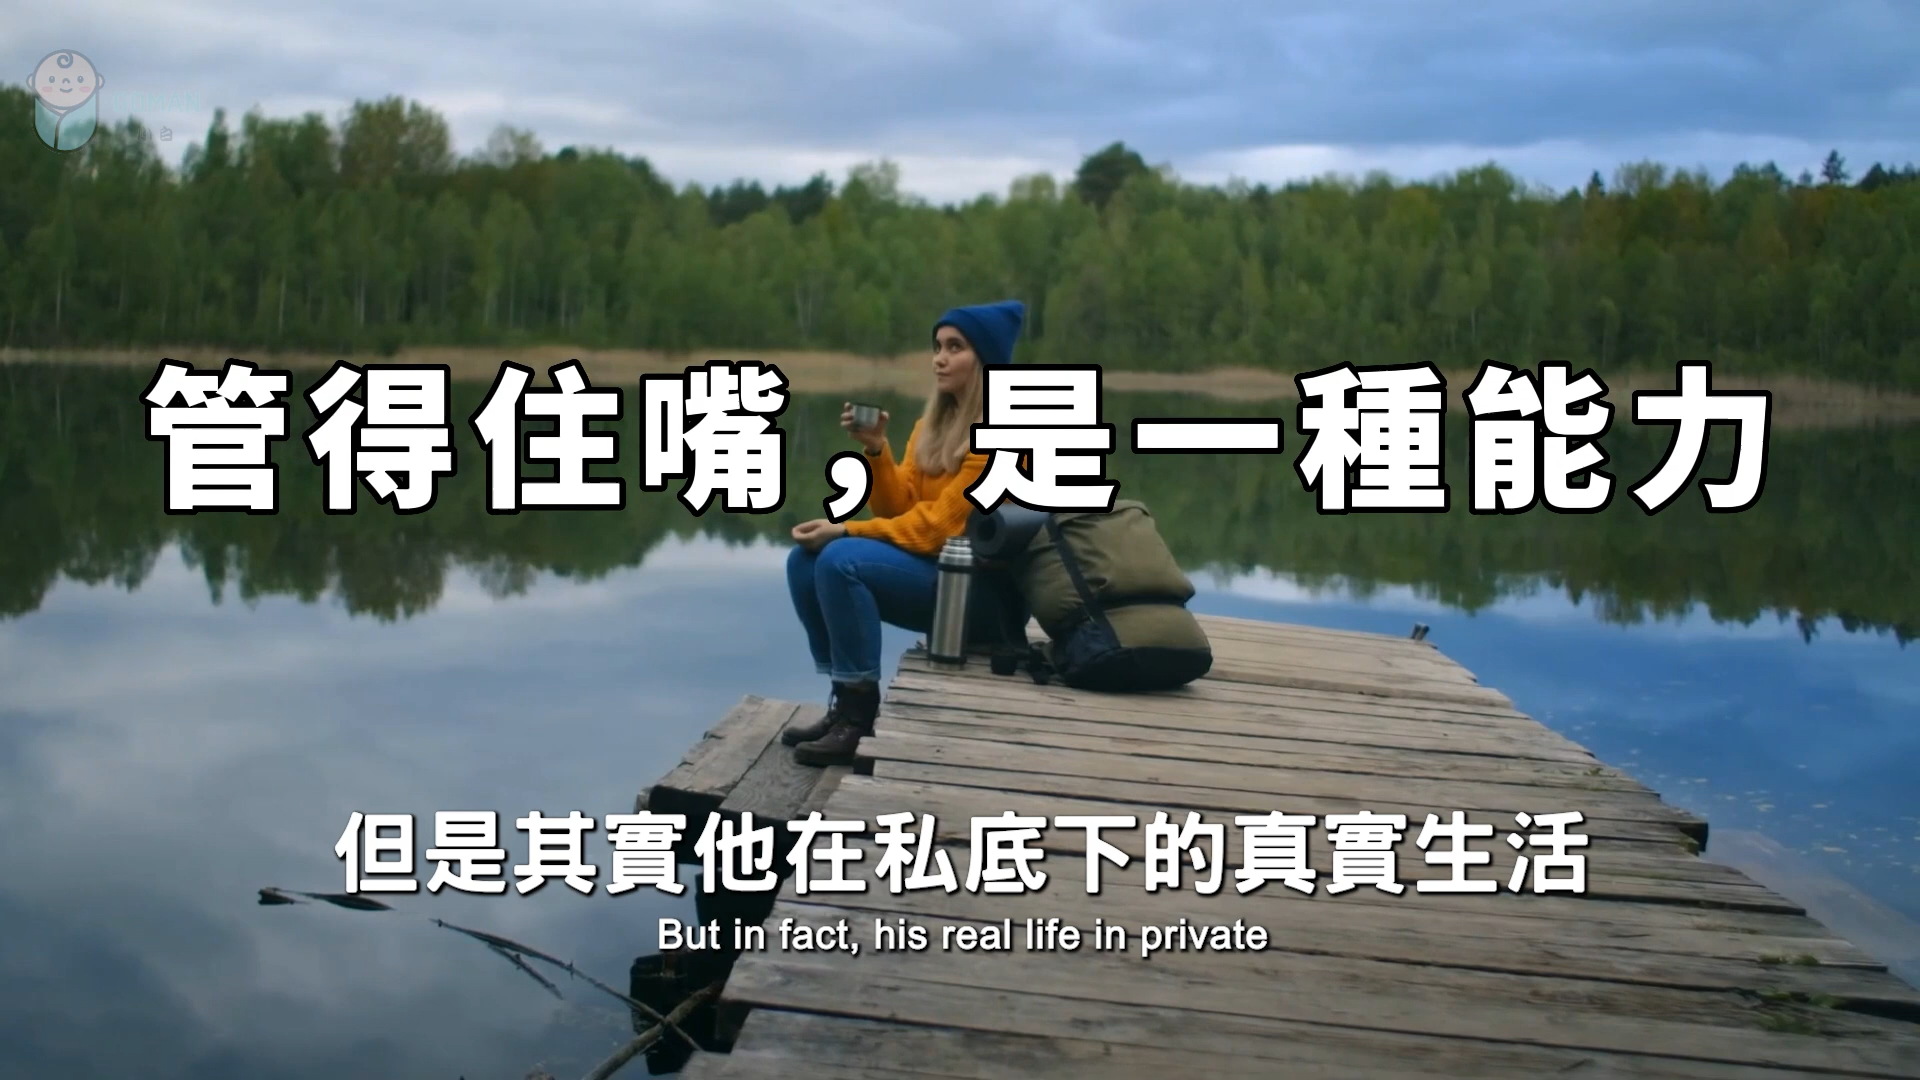 管得住嘴，是一種能力
但是其實他在私底下的真實生活
But in fact, his real life in private